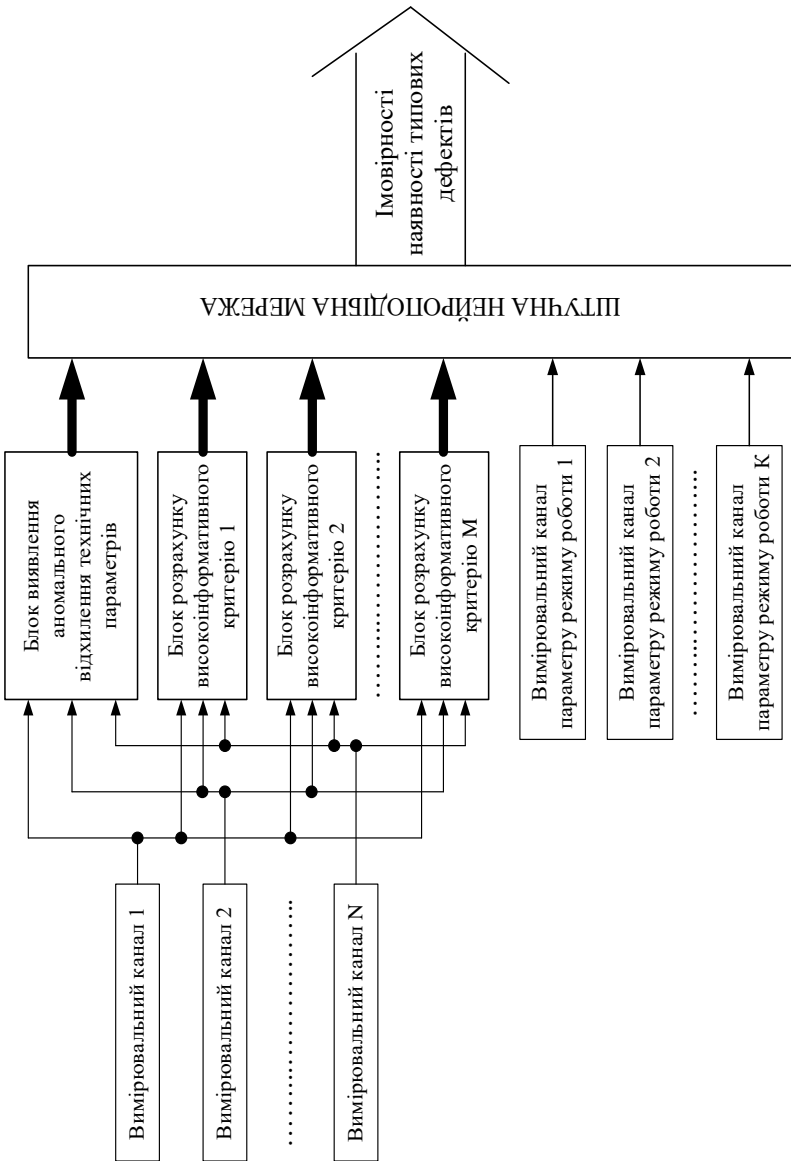 Вимірювальний канал 1
Вимірювальний канал 2
Вимірювальний канал N
Блок виявлення
аномального
відхилення технічних
параметрів
Блок розрахунку
високоінформативного
критерію 1
Блок розрахунку
високоінформативного
критерію 2
Блок розрахунку
високоінформативного
критерію М
Вимірювальний канал
параметру режиму роботи 1
Вимірювальний канал
параметру режиму роботи 2
Вимірювальний канал
параметру режиму роботи К
ШТУЧНА НЕЙРОПОДІБНА МЕРЕЖА
Імовірності
наявності типових
дефектів